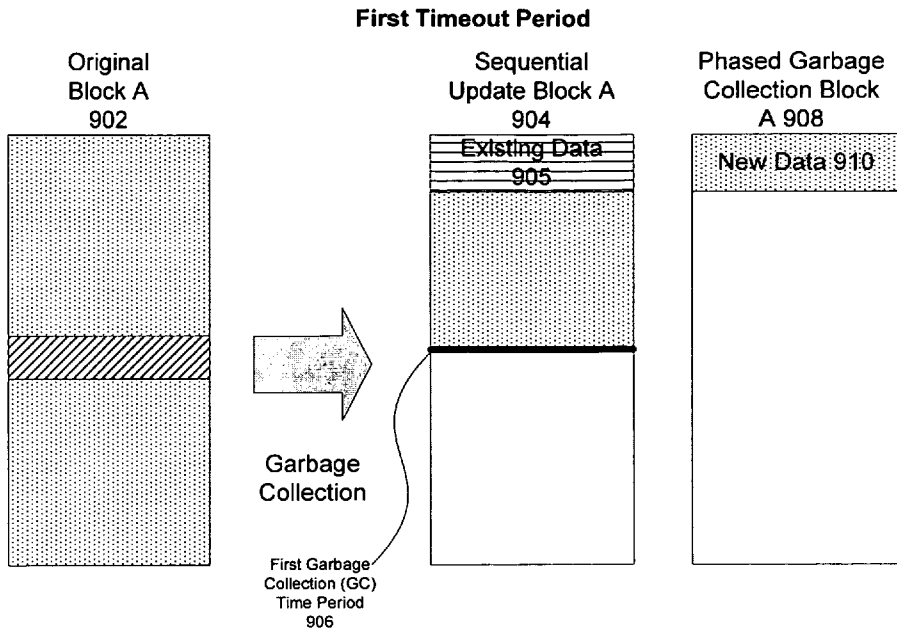 First Timeout Period
Original
Block A
902
Sequential
Update Block A
904
Phased Garbage
Collection Block
A 908
Existing Data
905
New Data 910
Garbage
Collection
First Garbage
Collection (GC)
Time Period
906